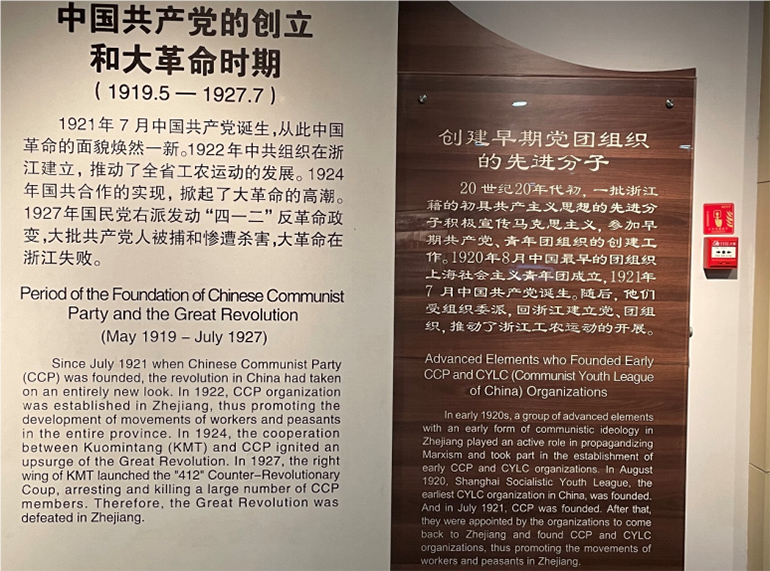 中国共产党的创立
和大革命时期
(1919.5 — 1927.7)
1921年 7 月中国共产党诞生,从此中国
革命的面貌焕然一新。1922年中共组织在浙
江建立，推动了全省工农运动的发展。1924
年国共合作的实现，掀起了大革命的高潮。
1927年国民党右派发动“四一二”反革命政
变,大批共产党人被捕和惨遭杀害,大革命在
浙江失败。
Period of the Foundation of Chinese Communist
Party and the Great Revolution
(May 1919 – July 1927)
Since July 1921 when Chinese Communist Party
(CCP) was founded, the revolution in China had taken
on an entirely new look. In 1922, CCP organization
was established in Zhejiang, thus promoting the
development of movements of workers and peasants
in the entire province. In 1924, the cooperation
between Kuomintang (KMT) and CCP ignited an
upsurge of the Great Revolution. In 1927, the right
wing of KMT launched the "412" Counter-Revolutionary
Coup, arresting and killing a large number of CCP
members. Therefore, the Great Revolution was
defeated in Zhejiang.
创建早期党团组织
的先进分子
20 世纪20年代初，一批浙江
籍的初具共产主义思想的先进分
子积极宣传马克思主义，参加早
期共产党、青年团组织的创建工
作。1920年8月中国最早的团组织
上海社会主义青年团成立，1921年
7 月中国共产党诞生。随后，他们
受组织委派，回浙江建立党、团组
织，推动了浙江工农运动的开展。
Advanced Elements who Founded Early
CCP and CYLC (Communist Youth League
of China) Organizations
In early 1920s, a group of advanced elements
with an early form of communistic ideology in
Zhejiang played an active role in propagandizing
Marxism and took part in the establishment of
early CCP and CYLC organizations. In August
1920, Shanghai Socialistic Youth League, the
earliest CYLC organization in China, was founded.
And in July 1921, CCP was founded. After that,
they were appointed by the organizations to come
back to Zhejiang and found CCP and CYLC
organizations, thus promoting the movements of
workers and peasants in Zhejiang.